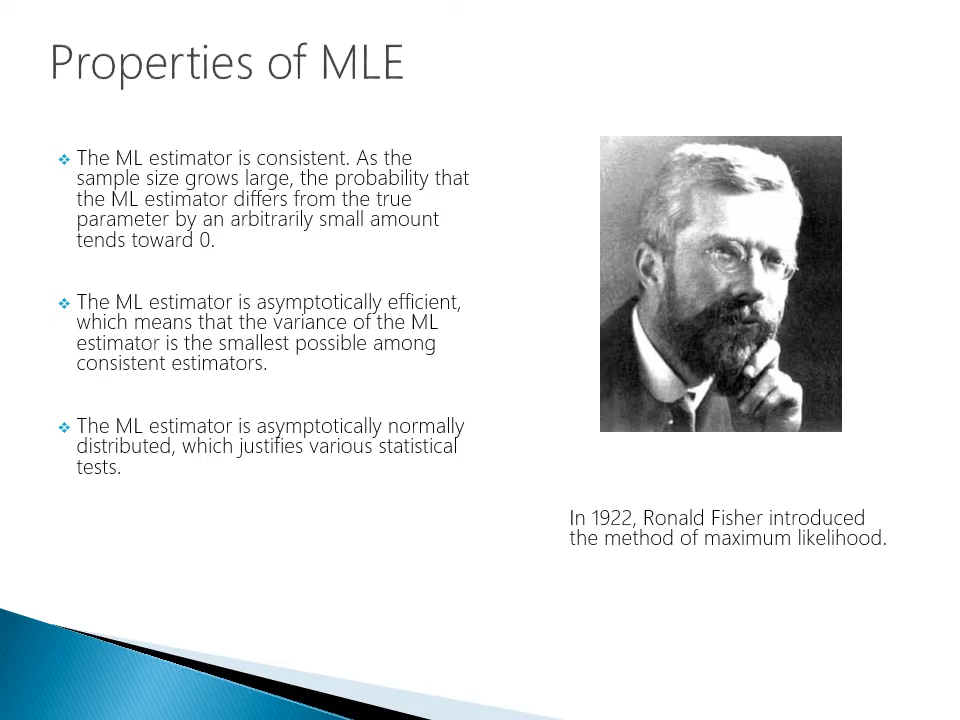 Properties of MLE
The ML estimator is consistent. As the
sample size grows large, the probability that
the ML estimator differs from the true
parameter by an arbitrarily small amount
tends toward 0.
The ML estimator is asymptotically efficient,
which means that the variance of the ML
estimator is the smallest possible among
consistent estimators.
The ML estimator is asymptotically normally
distributed, which justifies various statistical
tests.
In 1922, Ronald Fisher introduced
the method of maximum likelihood.